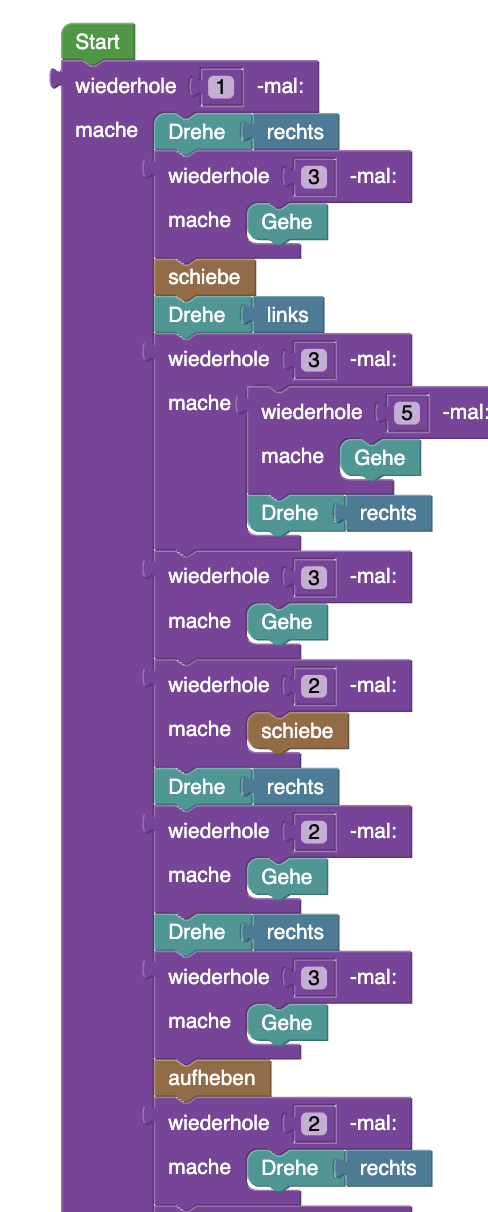 Start
wiederhole 1 -mal:
mache Drehe rechts
wiederhole 3 -mal:
mache Gehe
schiebe
Drehe links
wiederhole 3 -mal:
mache wiederhole 5 -mal:
mache Gehe
Drehe rechts
wiederhole 3 -mal:
mache Gehe
wiederhole 2 -mal:
mache schiebe
Drehe rechts
wiederhole 2 -mal:
mache Gehe
Drehe rechts
wiederhole 3 -mal:
mache Gehe
aufheben
wiederhole 2 -mal:
mache Drehe rechts